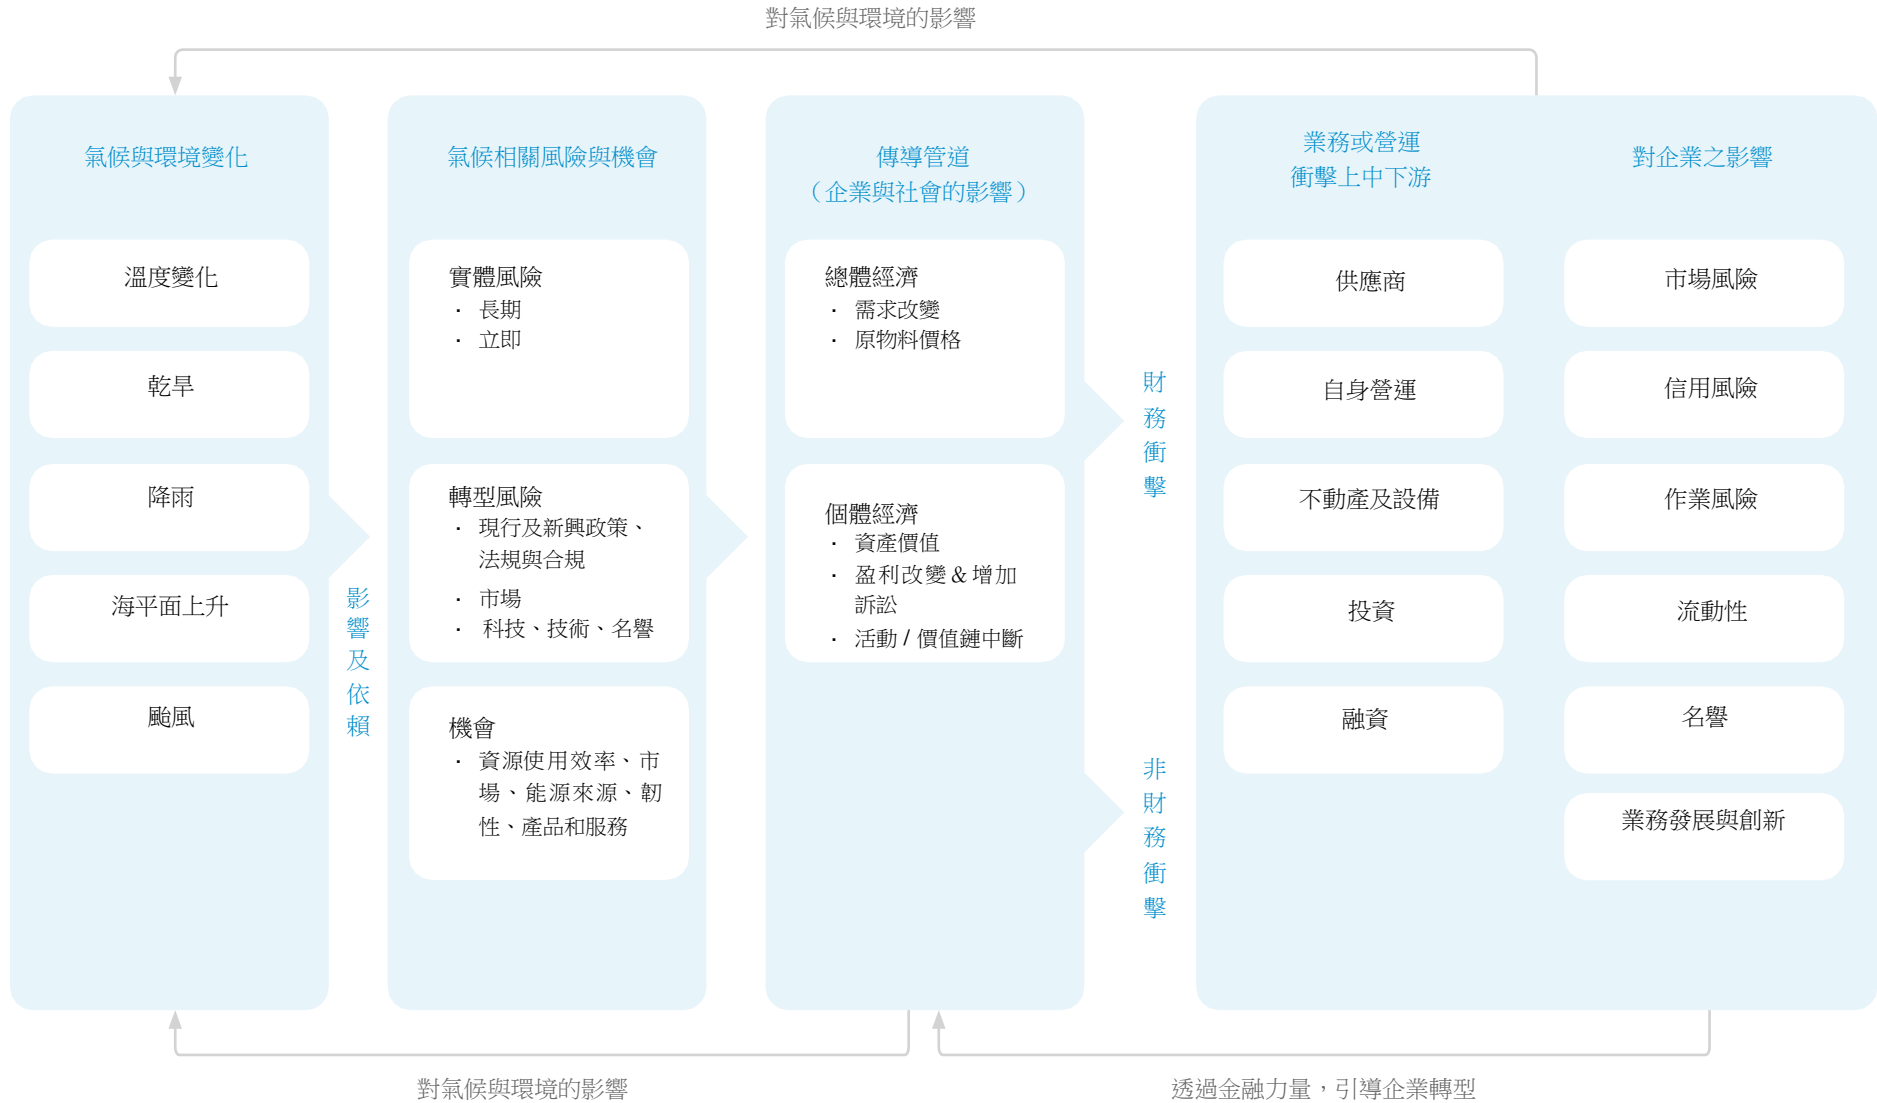 對氣候與環境的影響
氣候與環境變化
溫度變化
乾旱
降雨
海平面上升
颱風
影響及依賴
氣候相關風險與機會
實體風險
· 長期
· 立即
轉型風險
· 現行及新興政策、
法規與合規
· 市場
· 科技、技術、名譽
機會
· 資源使用效率、市
場、能源來源、韌
性、產品和服務
傳導管道
（企業與社會的影響）
總體經濟
· 需求改變
· 原物料價格
個體經濟
· 資產價值
· 盈利改變 & 增加
訴訟
· 活動 / 價值鏈中斷
財務衝擊
非財務衝擊
業務或營運
衝擊上中下游
供應商
自身營運
不動產及設備
投資
融資
對企業之影響
市場風險
信用風險
作業風險
流動性
名譽
業務發展與創新
對氣候與環境的影響
透過金融力量，引導企業轉型